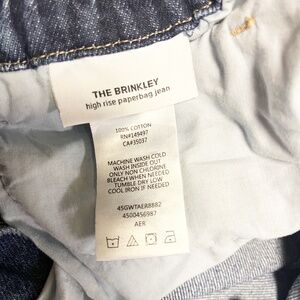 THE BRINKLEY
high rise paperbag jean
100% COTTON
RN#149497
CA#35037
MACHINE WASH COLD
WASH INSIDE OUT
ONLY NON CHLORINE
BLEACH WHEN NEEDED
TUMBLE DRY LOW
COOL IRON IF NEEDED
45GWTAER8882
4500456987
AER